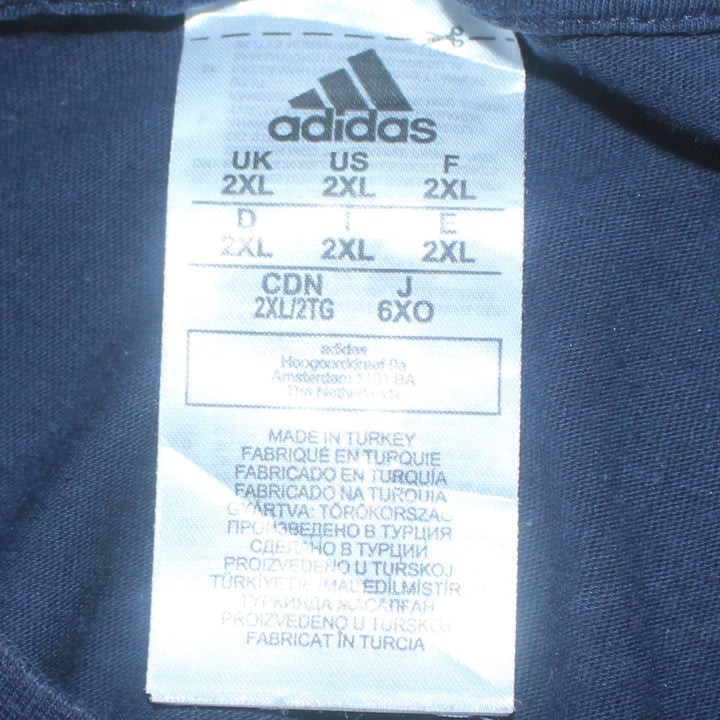 adidas
UK US F
2XL 2XL 2XL
D I E
2XL 2XL 2XL
CDN J
2XL/2TG 6XO
adidas
Hoogoorddreef 9a
Amsterdam 1101 BA
The Netherlands
MADE IN TURKEY
FABRIQUÉ EN TURQUIE
FABRICADO EN TURQUÍA
FABRICADO NA TURQUIA
GYÁRTVA: TÖRÖKORSZÁG
ПРОИЗВЕДЕНО В ТУРЦИЯ
СДЕЛАНО В ТУРЦИИ
PROIZVEDENO U TURSKOJ
TÜRKİYE'DE İMAL EDİLMİŞTİR
ТУРКИЯДА ЖАСАЛҒАН
PROIZVEDENO U TURSKOJ
FABRICAT ÎN TURCIA